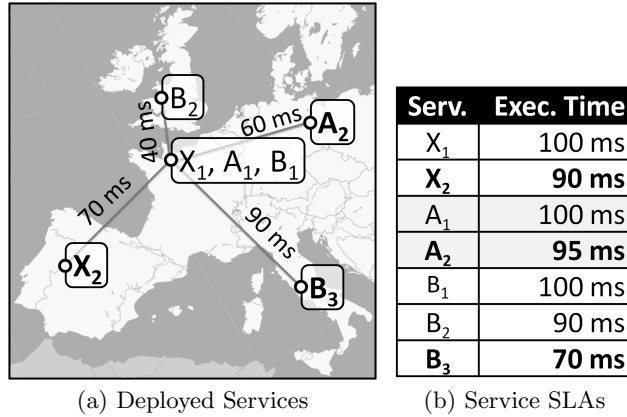 B₂
40 ms
60 ms
A₂
X₁, A₁, B₁
70 ms
90 ms
X₂
B₃
(a) Deployed Services
Serv. Exec. Time
X₁ 100 ms
X₂ 90 ms
A₁ 100 ms
A₂ 95 ms
B₁ 100 ms
B₂ 90 ms
B₃ 70 ms
(b) Service SLAs